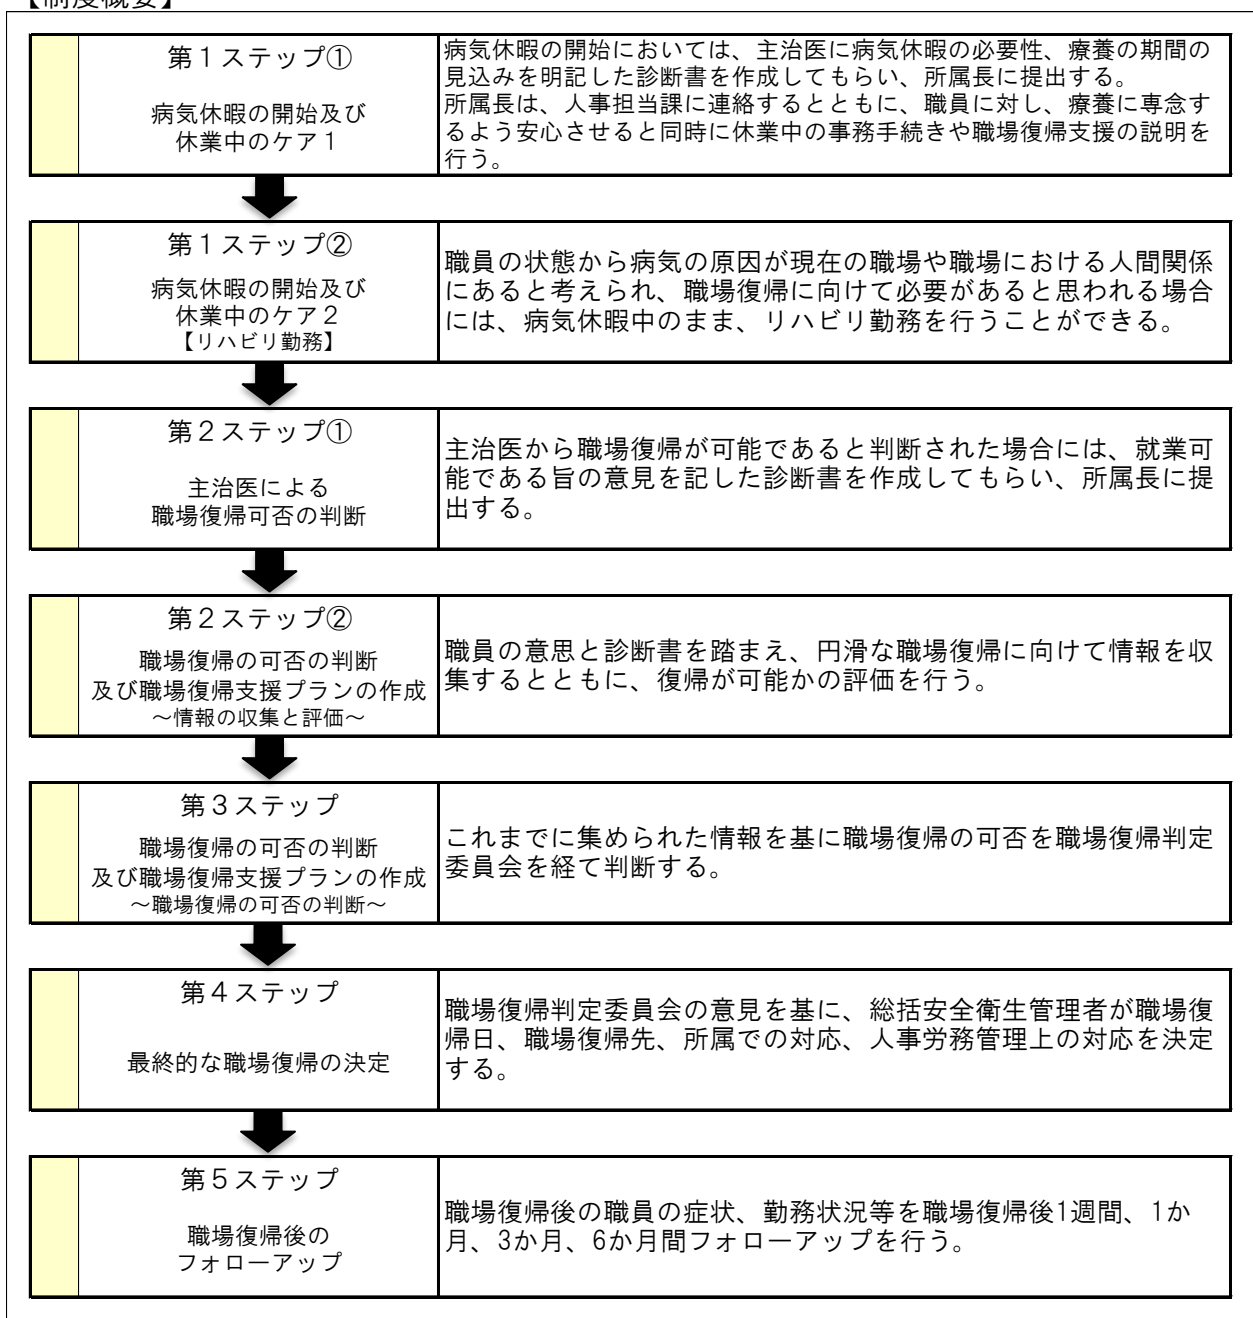 【制度概要】
第１ステップ①
病気休暇の開始及び
休業中のケア１
病気休暇の開始においては、主治医に病気休暇の必要性、療養の期間の
見込みを明記した診断書を作成してもらい、所属長に提出する。
所属長は、人事担当課に連絡するとともに、職員に対し、療養に専念す
るよう安心させると同時に休業中の事務手続きや職場復帰支援の説明を
行う。
第１ステップ②
病気休暇の開始及び
休業中のケア２
【リハビリ勤務】
職員の状態から病気の原因が現在の職場や職場における人間関係
にあると考えられ、職場復帰に向けて必要があると思われる場合
には、病気休暇中のまま、リハビリ勤務を行うことができる。
第２ステップ①
主治医による
職場復帰可否の判断
主治医から職場復帰が可能であると判断された場合には、就業可
能である旨の意見を記した診断書を作成してもらい、所属長に提
出する。
第２ステップ②
職場復帰の可否の判断
及び職場復帰支援プランの作成
～情報の収集と評価～
職員の意思と診断書を踏まえ、円滑な職場復帰に向けて情報を収
集するとともに、復帰が可能かの評価を行う。
第３ステップ
職場復帰の可否の判断
及び職場復帰支援プランの作成
～職場復帰の可否の判断～
これまでに集められた情報を基に職場復帰の可否を職場復帰判定
委員会を経て判断する。
第４ステップ
最終的な職場復帰の決定
職場復帰判定委員会の意見を基に、総括安全衛生管理者が職場復
帰日、職場復帰先、所属での対応、人事労務管理上の対応を決定
する。
第５ステップ
職場復帰後の
フォローアップ
職場復帰後の職員の症状、勤務状況等を職場復帰後1週間、1か
月、3か月、6か月間フォローアップを行う。